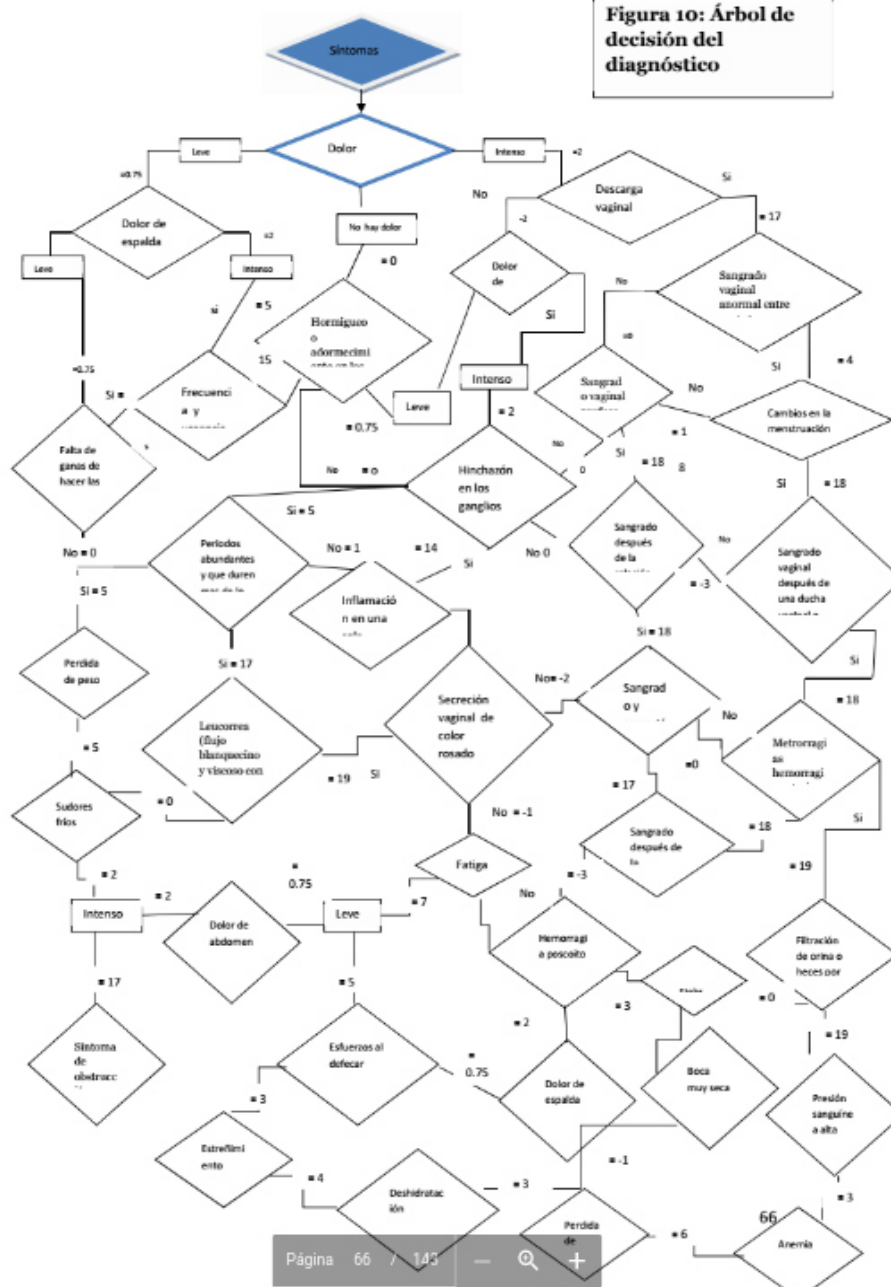 Figura 10: Árbol de
decisión del
diagnóstico
Síntomas
Dolor
Leve
Intenso
=0.75
=2
No hay dolor
= 0
Dolor de
espalda
=2
Leve
Intenso
=0.75
= 5
si
No
-2
Descarga
vaginal
Si
= 17
Dolor
de
Si
Intenso
= 2
Leve
= 0.75
Hormigueo
o
adormecimi
15
Sangrado
vaginal
anormal entre
No
=0
Si
= 4
Sangrad
o vaginal
No
= 1
8
Cambios en la
menstruación
Si
= 18
Frecuenci
a y
Si =
Falta de
ganas de
hacer las
s
No
= o
Hinchazón
en los
ganglios
No
0
Si
= 18
Sangrado
después
de la
No
= -3
Sangrado
vaginal
después de
una ducha
Si = 5
No = 0
Si = 5
Periodos
abundantes
y que duren
No = 1
= 14
Si
No 0
Inflamació
n en una
Si = 17
Si = 18
Si
= 18
Perdida
de peso
= 5
Leucorrea
(flujo
blanquecino
y viscoso con
= 19
Si
Secreción
vaginal de
color
rosado
No= -2
Sangrad
o y
No
=0
Metrorragi
as
hemorragi
Si
= 17
= 18
= 19
Sudores
fríos
= 0
= 2
No = -1
Sangrado
después de
la
= -3
Fatiga
= 7
No
=
0.75
Intenso
= 2
Dolor de
abdomen
Leve
= 5
= 17
Hemorragi
a poscoito
= 2
= 3
Filtración
de orina o
heces por
= 0
= 19
Síntoma
de
obstrucc
Esfuerzos al
defecar
=
0.75
Dolor de
espalda
Boca
muy seca
Presión
sanguíne
a alta
= 3
= 3
= -1
Estreñimi
ento
= 4
Deshidratac
ión
= 3
Perdida
de
= 6
Anemia
66
Página 66 / 143